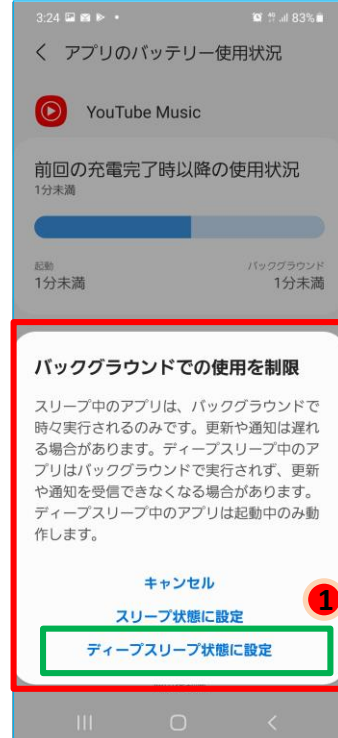 3:24
83%
アプリのバッテリー使用状況
YouTube Music
前回の充電完了時以降の使用状況
1分未満
起動
バックグラウンド
1分未満
1分未満
バックグラウンドでの使用を制限
スリープ中のアプリは、バックグラウンドで
時々実行されるのみです。更新や通知は遅れ
る場合があります。ディープスリープ中のア
プリはバックグラウンドで実行されず、更新
や通知を受信できなくなる場合があります。
ディープスリープ中のアプリは起動中のみ動
作します。
キャンセル
1
スリープ状態に設定
ディープスリープ状態に設定